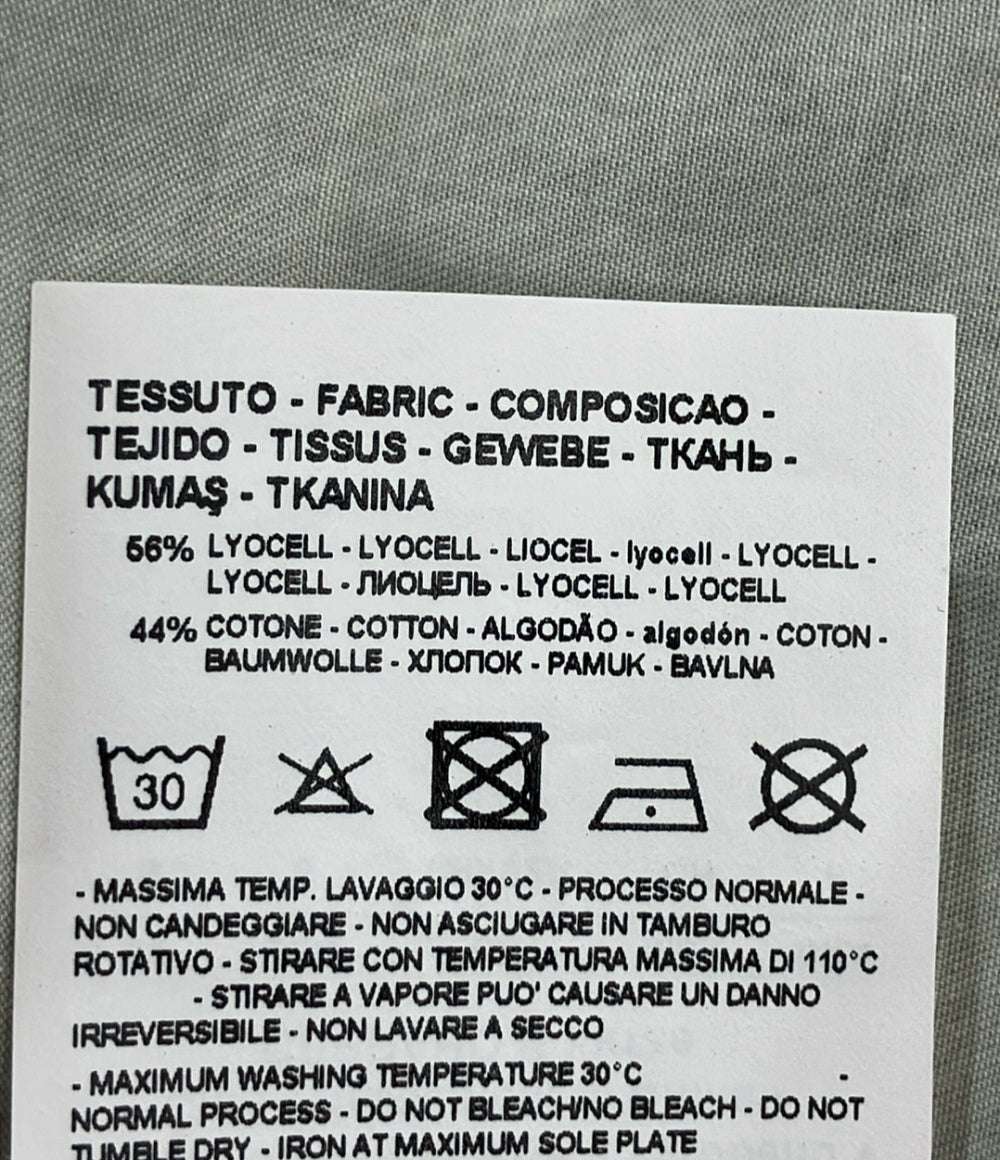 TESSUTO - FABRIC - COMPOSICAO -
TEJIDO - TISSUS - GEWEBE - ТКАНЬ -
KUMAŞ - TKANINA
56% LYOCELL - LYOCELL - LIOCEL - lyocell - LYOCELL -
LYOCELL - ЛИОЦЕЛЬ - LYOCELL - LYOCELL
44% COTONE - COTTON - ALGODÃO - algodón - COTON -
BAUMWOLLE - ХЛОПОК - PAMUK - BAVLNA
30
- MASSIMA TEMP. LAVAGGIO 30°C - PROCESSO NORMALE -
NON CANDEGGIARE - NON ASCIUGARE IN TAMBURO
ROTATIVO - STIRARE CON TEMPERATURA MASSIMA DI 110°C
- STIRARE A VAPORE PUO' CAUSARE UN DANNO
IRREVERSIBILE - NON LAVARE A SECCO
- MAXIMUM WASHING TEMPERATURE 30°C -
NORMAL PROCESS - DO NOT BLEACH/NO BLEACH - DO NOT
TUMBLE DRY - IRON AT MAXIMUM SOLE PLATE